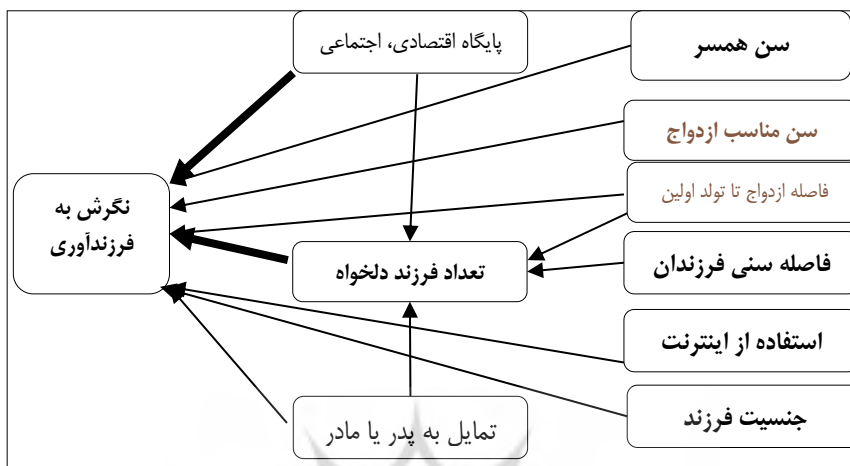 پایگاه اقتصادی، اجتماعی
سن همسر
سن مناسب ازدواج
فاصله ازدواج تا تولد اولین
نگرش به
فرزندآوری
تعداد فرزند دلخواه
فاصله سنی فرزندان
استفاده از اینترنت
تمایل به پدر یا مادر
جنسیت فرزند